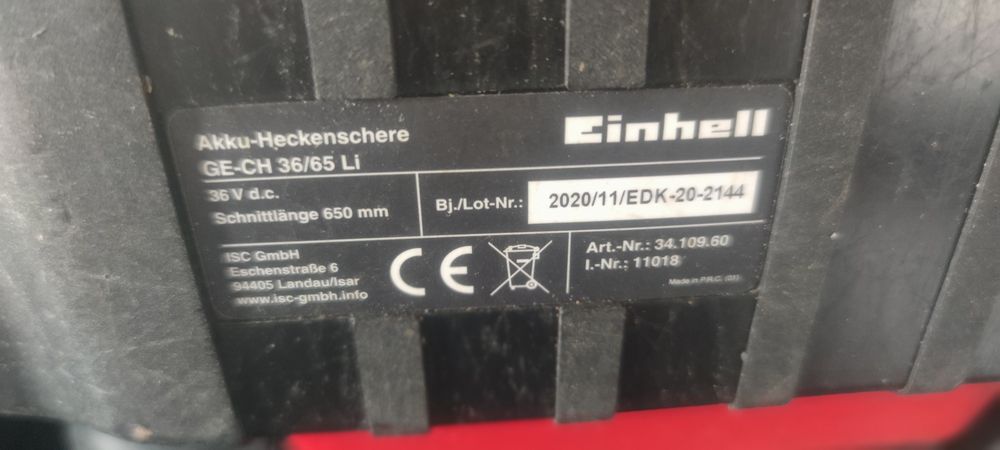 Akku-Heckenschere
GE-CH 36/65 Li
Einhell
36 V d.c.
Schnittlänge 650 mm
Bj./Lot-Nr.: 2020/11/EDK-20-2144
ISC GmbH
Eschenstraße 6
94405 Landau/Isar
www.isc-gmbh.info
CE
Art.-Nr.: 34.109.60
I.-Nr.: 11018
Made in P.R.C. (01)